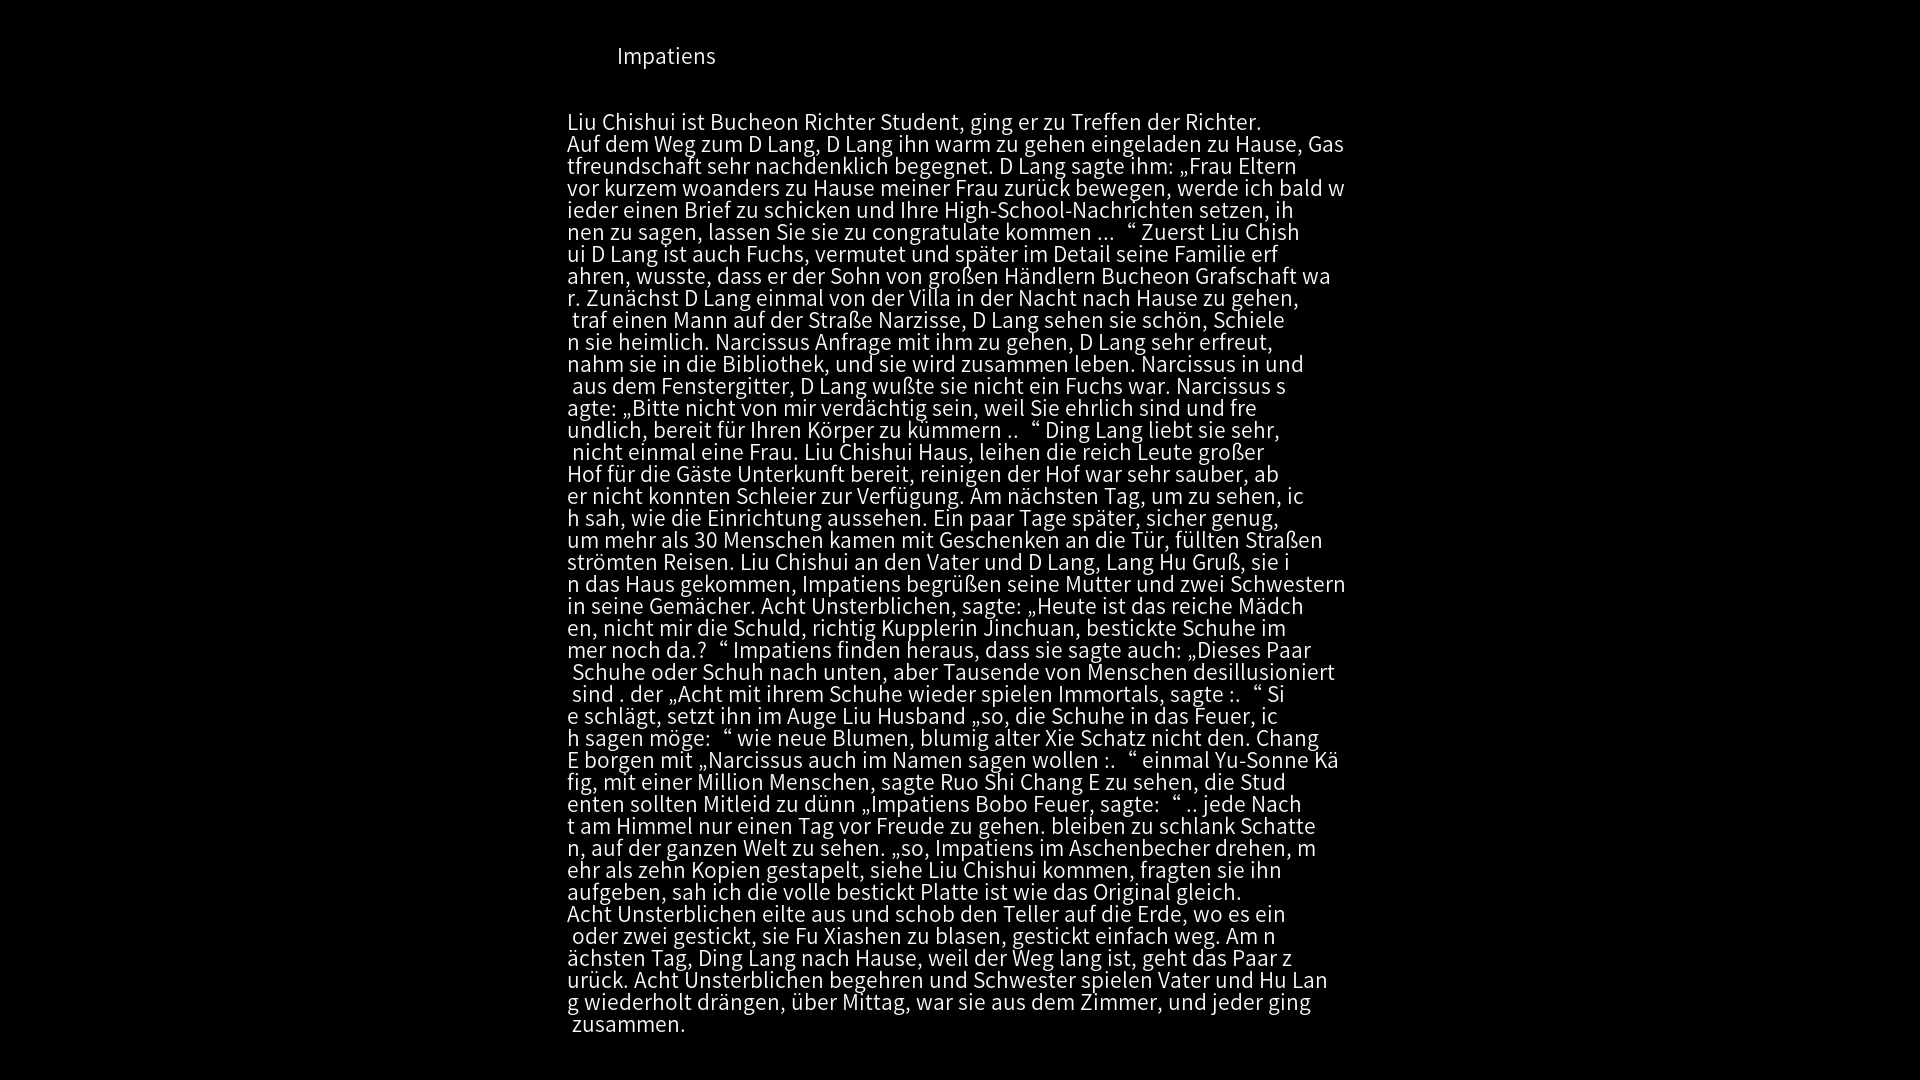 Impatiens
Liu Chishui ist Bucheon Richter Student, ging er zu Treffen der Richter.
Auf dem Weg zum D Lang, D Lang ihn warm zu gehen eingeladen zu Hause, Gas
tfreundschaft sehr nachdenklich begegnet. D Lang sagte ihm: „Frau Eltern
vor kurzem woanders zu Hause meiner Frau zurück bewegen, werde ich bald w
ieder einen Brief zu schicken und Ihre High-School-Nachrichten setzen, ih
nen zu sagen, lassen Sie sie zu congratulate kommen ... “ Zuerst Liu Chish
ui D Lang ist auch Fuchs, vermutet und später im Detail seine Familie erf
ahren, wusste, dass er der Sohn von großen Händlern Bucheon Grafschaft wa
r. Zunächst D Lang einmal von der Villa in der Nacht nach Hause zu gehen,
traf einen Mann auf der Straße Narzisse, D Lang sehen sie schön, Schiele
n sie heimlich. Narcissus Anfrage mit ihm zu gehen, D Lang sehr erfreut,
nahm sie in die Bibliothek, und sie wird zusammen leben. Narcissus in und
aus dem Fenstergitter, D Lang wußte sie nicht ein Fuchs war. Narcissus s
agte: „Bitte nicht von mir verdächtig sein, weil Sie ehrlich sind und fre
undlich, bereit für Ihren Körper zu kümmern .. “ Ding Lang liebt sie sehr,
nicht einmal eine Frau. Liu Chishui Haus, leihen die reich Leute großer
Hof für die Gäste Unterkunft bereit, reinigen der Hof war sehr sauber, ab
er nicht konnten Schleier zur Verfügung. Am nächsten Tag, um zu sehen, ic
h sah, wie die Einrichtung aussehen. Ein paar Tage später, sicher genug,
um mehr als 30 Menschen kamen mit Geschenken an die Tür, füllten Straßen
strömten Reisen. Liu Chishui an den Vater und D Lang, Lang Hu Gruß, sie i
n das Haus gekommen, Impatiens begrüßen seine Mutter und zwei Schwestern
in seine Gemächer. Acht Unsterblichen, sagte: „Heute ist das reiche Mädch
en, nicht mir die Schuld, richtig Kupplerin Jinchuan, bestickte Schuhe im
mer noch da.? “ Impatiens finden heraus, dass sie sagte auch: „Dieses Paar
Schuhe oder Schuh nach unten, aber Tausende von Menschen desillusioniert
sind . der „Acht mit ihrem Schuhe wieder spielen Immortals, sagte :. “ Si
e schlägt, setzt ihn im Auge Liu Husband „so, die Schuhe in das Feuer, ic
h sagen möge: “ wie neue Blumen, blumig alter Xie Schatz nicht den. Chang
E borgen mit „Narcissus auch im Namen sagen wollen :. “ einmal Yu-Sonne Kä
fig, mit einer Million Menschen, sagte Ruo Shi Chang E zu sehen, die Stud
enten sollten Mitleid zu dünn „Impatiens Bobo Feuer, sagte: “ .. jede Nach
t am Himmel nur einen Tag vor Freude zu gehen. bleiben zu schlank Schatte
n, auf der ganzen Welt zu sehen. „so, Impatiens im Aschenbecher drehen, m
ehr als zehn Kopien gestapelt, siehe Liu Chishui kommen, fragten sie ihn
aufgeben, sah ich die volle bestickt Platte ist wie das Original gleich.
Acht Unsterblichen eilte aus und schob den Teller auf die Erde, wo es ein
oder zwei gestickt, sie Fu Xiashen zu blasen, gestickt einfach weg. Am n
ächsten Tag, Ding Lang nach Hause, weil der Weg lang ist, geht das Paar z
urück. Acht Unsterblichen begehren und Schwester spielen Vater und Hu Lan
g wiederholt drängen, über Mittag, war sie aus dem Zimmer, und jeder ging
zusammen.